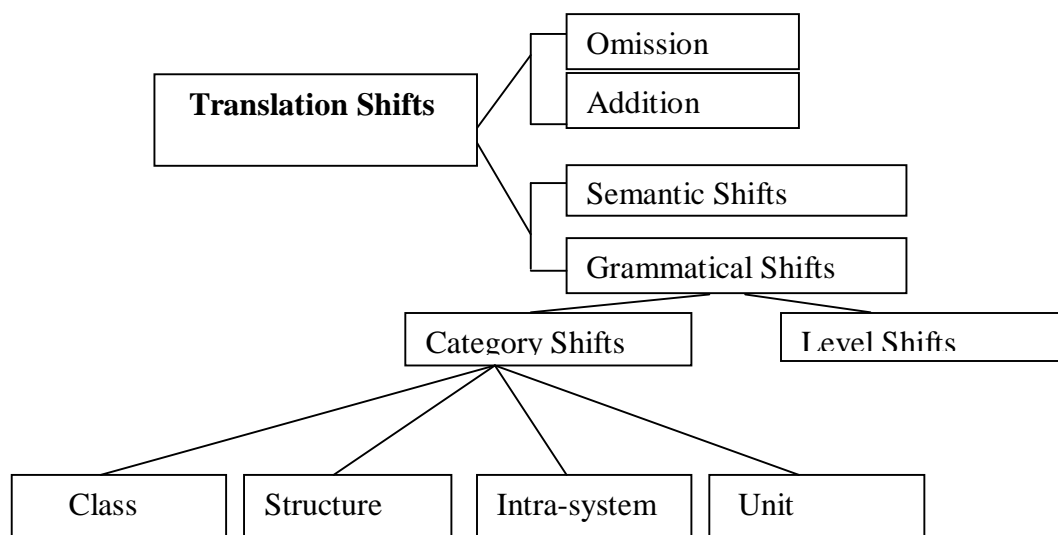 Omission
Translation Shifts
Addition
Semantic Shifts
Grammatical Shifts
Category Shifts
Level Shifts
Class
Structure
Intra-system
Unit